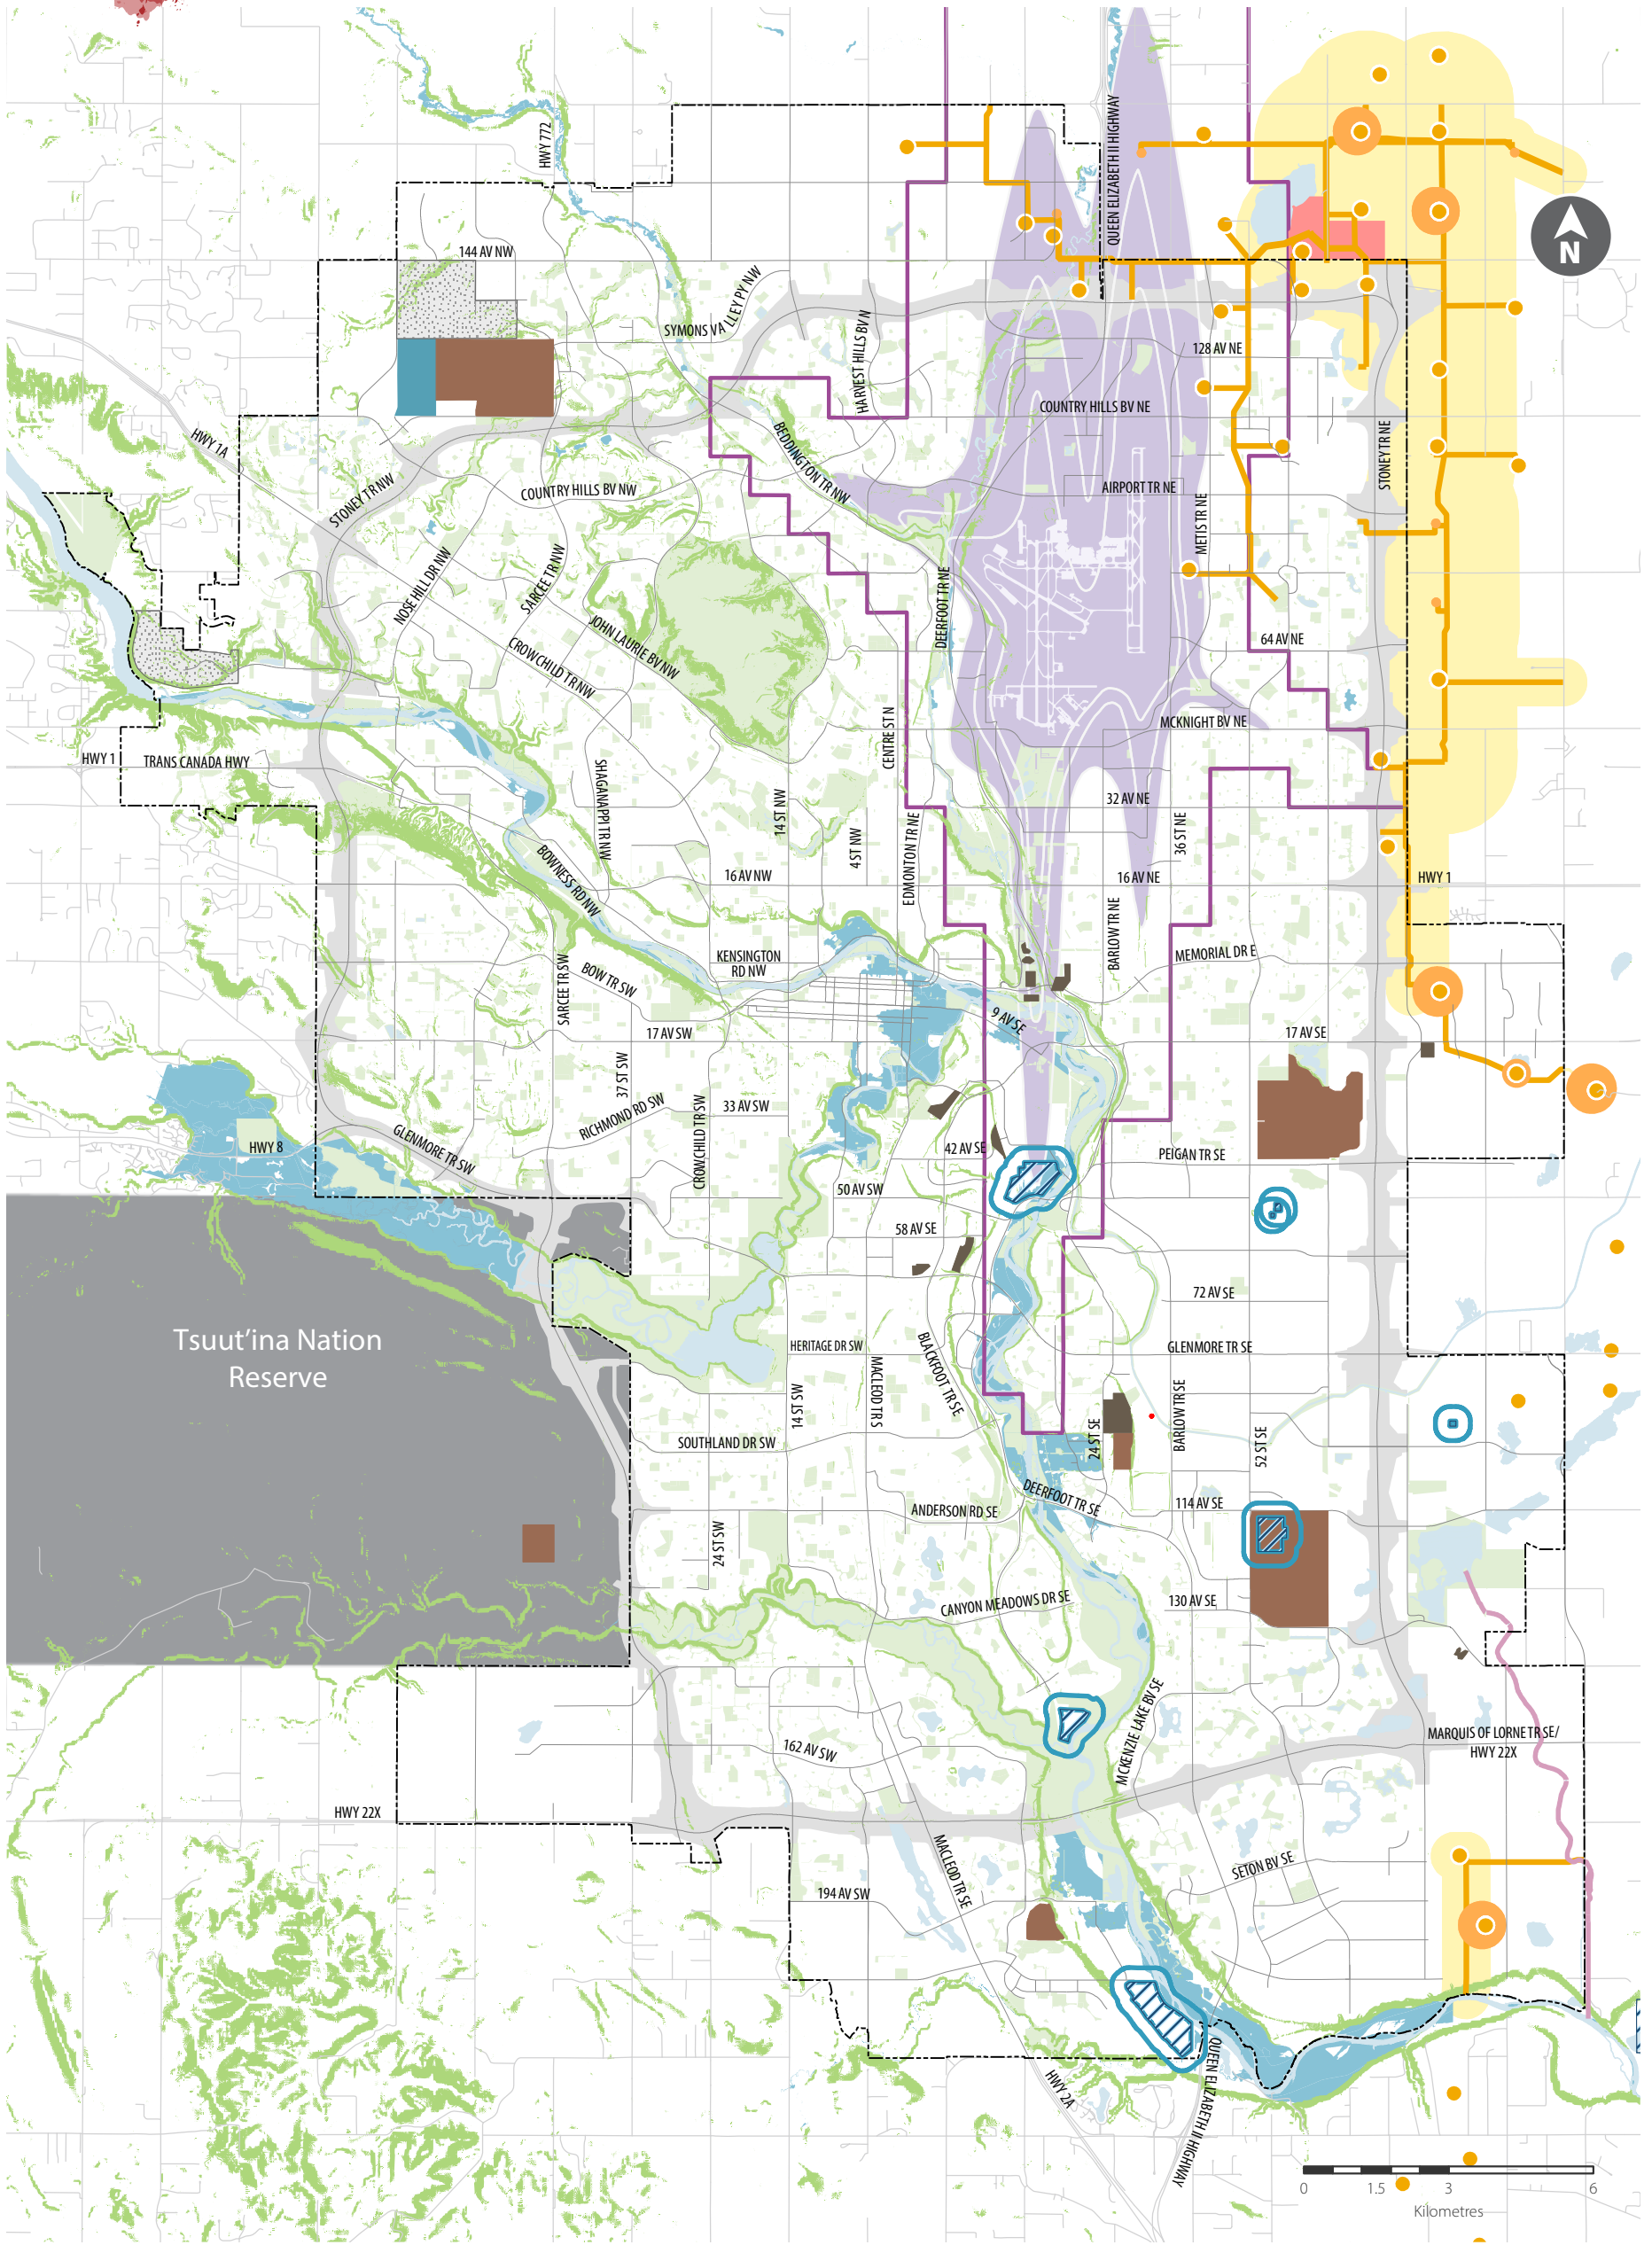 HWY 772
QUEEN ELIZABETH II HIGHWAY
N
144 AV NW
SYMONS VALLEY PY NW
HARVEST HILLS BV N
128 AV NE
COUNTRY HILLS BV NE
HWY 1A
BEDDINGTON TR NW
STONEY TR NE
STONEY TR NW
COUNTRY HILLS BV NW
AIRPORT TR NE
METIS TR NE
NOSE HILL DR NW
SARCEE TR NW
DEERFOOT TR NE
JOHN LAURIE BV NW
CROWCHILD TR NW
64 AV NE
MCKNIGHT BV NE
CENTRE ST N
HWY 1
TRANS CANADA HWY
SHAGANAPPI TR NW
14 ST NW
32 AV NE
4 ST NW
EDMONTON TR NE
36 ST NE
BOWNESS RD NW
16 AV NW
16 AV NE
HWY 1
BARLOW TR NE
KENSINGTON
RD NW
MEMORIAL DR E
SARCEE TR SW
BOW TR SW
9 AV SE
17 AV SW
17 AV SE
37 ST SW
33 AV SW
RICHMOND RD SW
CROWCHILD TR SW
HWY 8
GLENMORE TR SW
42 AV SE
PEIGAN TR SE
50 AV SW
58 AV SE
72 AV SE
Tsuut'ina Nation
Reserve
HERITAGE DR SW
BLACKFOOT TR SE
GLENMORE TR SE
MACLEOD TR S
14 ST SW
24 ST SE
BARLOW TR SE
52 ST SE
SOUTHLAND DR SW
DEERFOOT TR SE
114 AV SE
ANDERSON RD SE
24 ST SW
CANYON MEADOWS DR SE
130 AV SE
MCKENZIE LAKE BV SE
162 AV SW
MARQUIS OF LORNE TR SE/
HWY 22X
HWY 22X
MACLEOD TR SE
SETON BV SE
194 AV SW
QUEEN ELIZABETH II HIGHWAY
HWY 2A
0 1.5 3 6
Kilometres